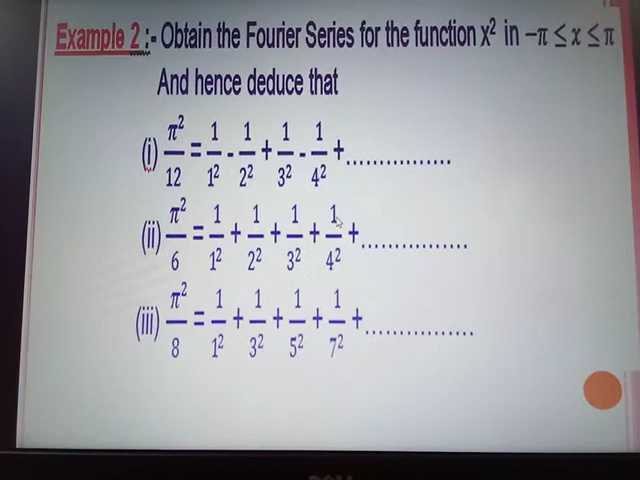 Example 2 :- Obtain the Fourier Series for the function x² in −π ≤ x ≤ π
And hence deduce that
(i) π²/12 = 1/1² - 1/2² + 1/3² - 1/4² + ................
(ii) π²/6 = 1/1² + 1/2² + 1/3² + 1/4² + ................
(iii) π²/8 = 1/1² + 1/3² + 1/5² + 1/7² + ................